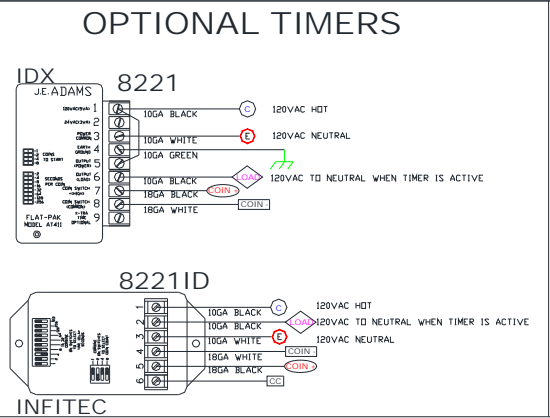 OPTIONAL TIMERS
IDX
J.E. ADAMS
8221
120VAC(5VA) 1
10GA BLACK
C
120VAC HOT
24VAC(3VA) 2
POWER COMMON 3
10GA WHITE
E
120VAC NEUTRAL
EARTH GROUND 4
10GA GREEN
COINS TO START
OUTPUT (POWER) 5
OUTPUT (LOAD) 6
10GA BLACK
LOAD
120VAC TO NEUTRAL WHEN TIMER IS ACTIVE
SECONDS PER COIN
COIN SWITCH (HIGH) 7
18GA BLACK
COIN +
COIN SWITCH (COMMON) 8
18GA WHITE
COIN -
X-TRA TIME OPTIONAL 9
FLAT-PAK
MODEL AT411
8221ID
1
10GA BLACK
C
120VAC HOT
2
10GA BLACK
LOAD
120VAC TO NEUTRAL WHEN TIMER IS ACTIVE
3
10GA WHITE
E
120VAC NEUTRAL
4
18GA WHITE
COIN -
5
18GA BLACK
COIN +
6
CC
INFITEC